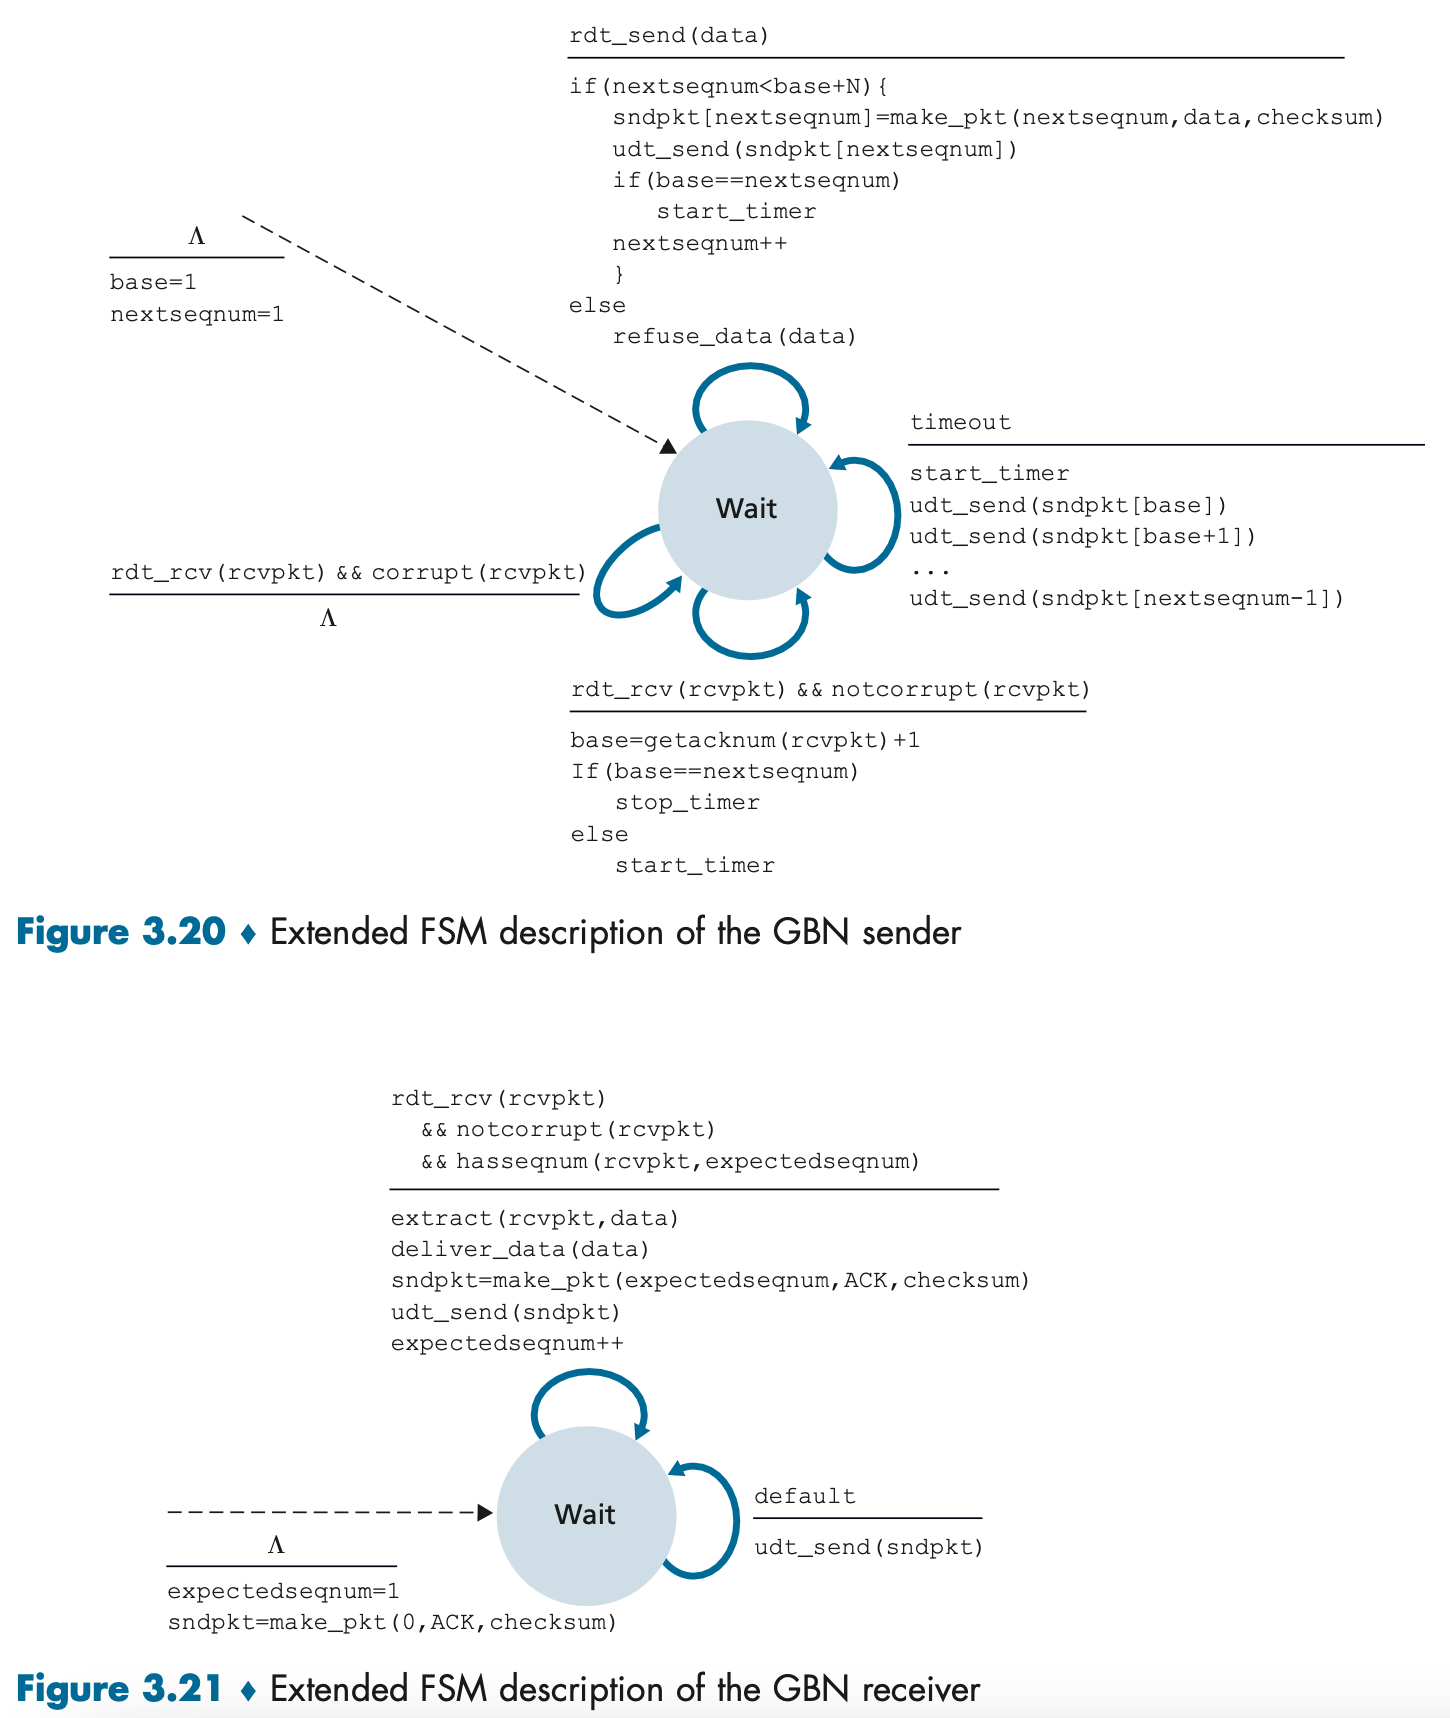 rdt_send(data)
if(nextseqnum<base+N){
sndpkt[nextseqnum]=make_pkt(nextseqnum,data,checksum)
udt_send(sndpkt[nextseqnum])
if(base==nextseqnum)
start_timer
nextseqnum++
}
else
refuse_data(data)
Λ
base=1
nextseqnum=1
timeout
start_timer
udt_send(sndpkt[base])
udt_send(sndpkt[base+1])
...
udt_send(sndpkt[nextseqnum-1])
Wait
rdt_rcv(rcvpkt) && corrupt(rcvpkt)
Λ
rdt_rcv(rcvpkt) && notcorrupt(rcvpkt)
base=getacknum(rcvpkt)+1
If(base==nextseqnum)
stop_timer
else
start_timer
Figure 3.20 ♦ Extended FSM description of the GBN sender
rdt_rcv(rcvpkt)
&& notcorrupt(rcvpkt)
&& hasseqnum(rcvpkt,expectedseqnum)
extract(rcvpkt,data)
deliver_data(data)
sndpkt=make_pkt(expectedseqnum,ACK,checksum)
udt_send(sndpkt)
expectedseqnum++
Wait
default
udt_send(sndpkt)
Λ
expectedseqnum=1
sndpkt=make_pkt(0,ACK,checksum)
Figure 3.21 ♦ Extended FSM description of the GBN receiver